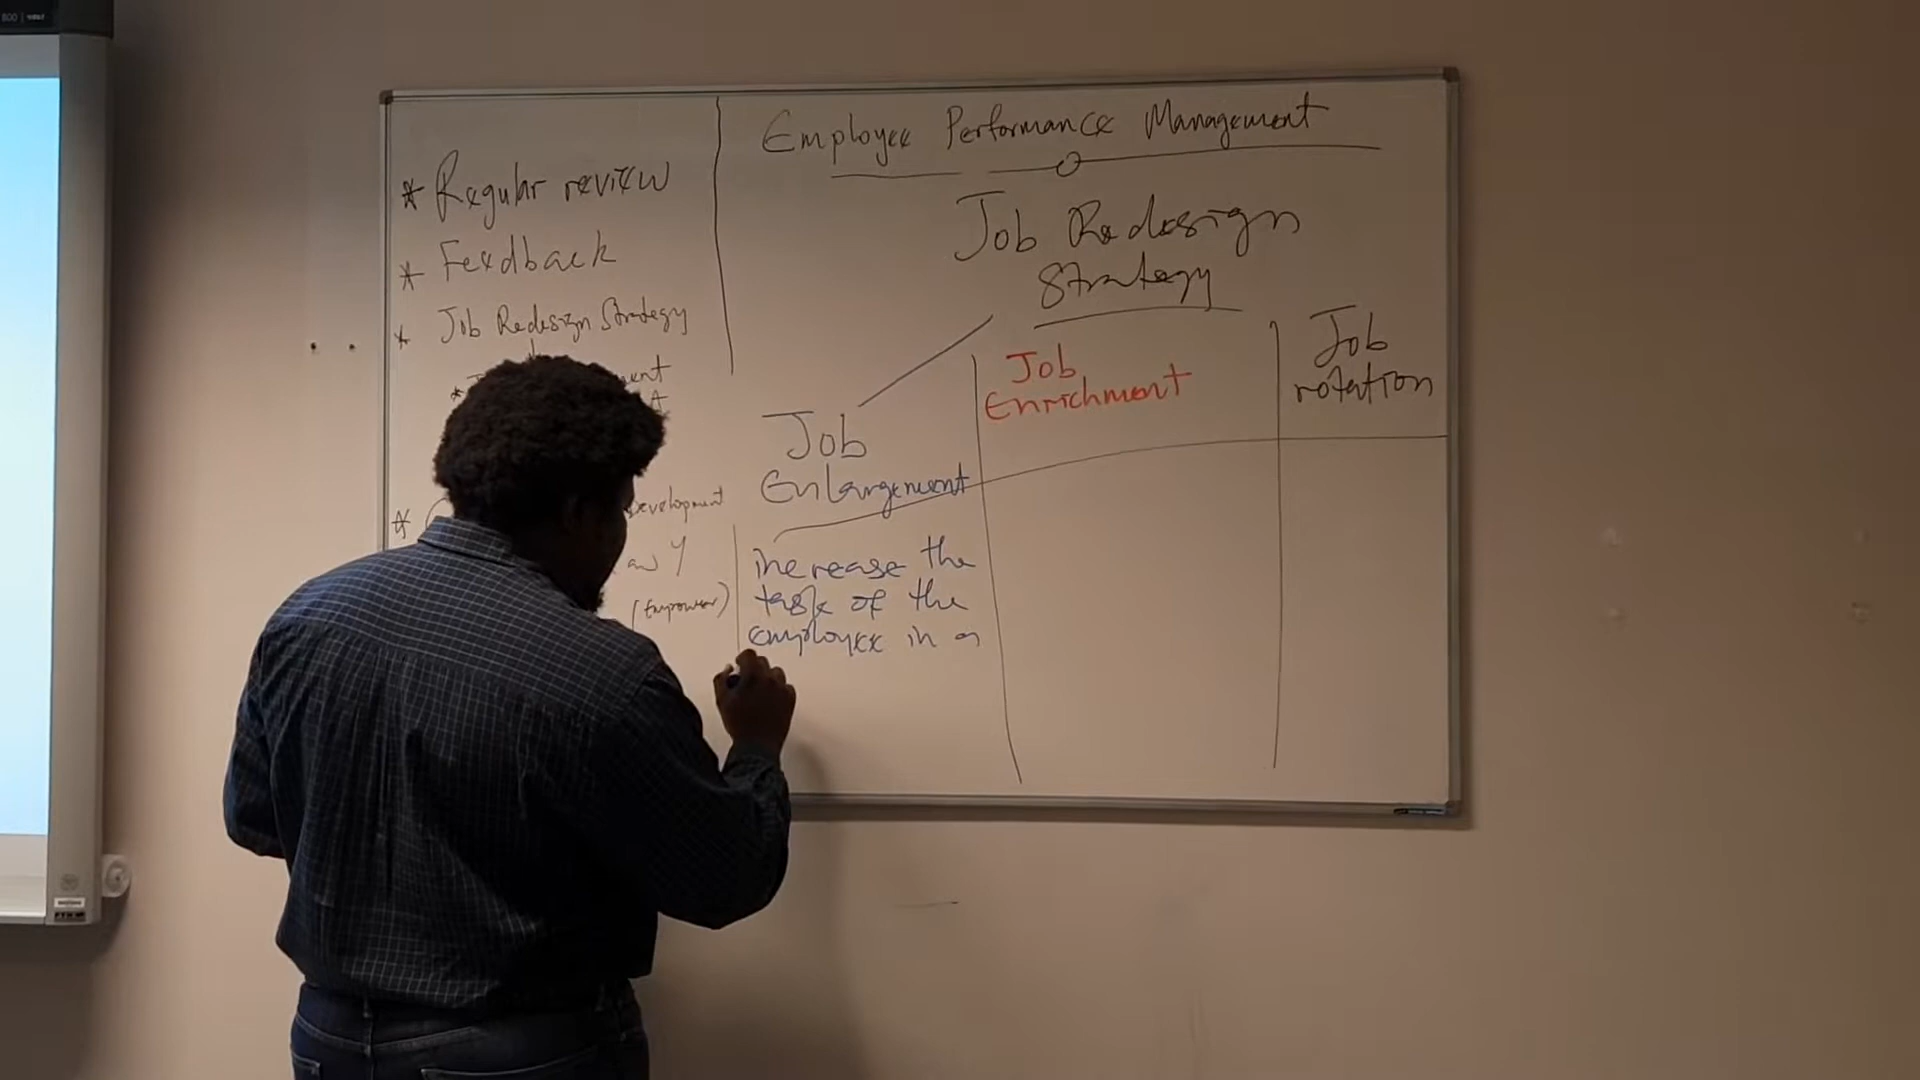 * Regular review
* Feedback
* Job Redesign Strategy
Development
Y
(Empower)
Employee Performance Management
Job Redesign
Strategy
Job
Enlargement
increase the
task of the
employee in a
Job
Enrichment
Job
rotation